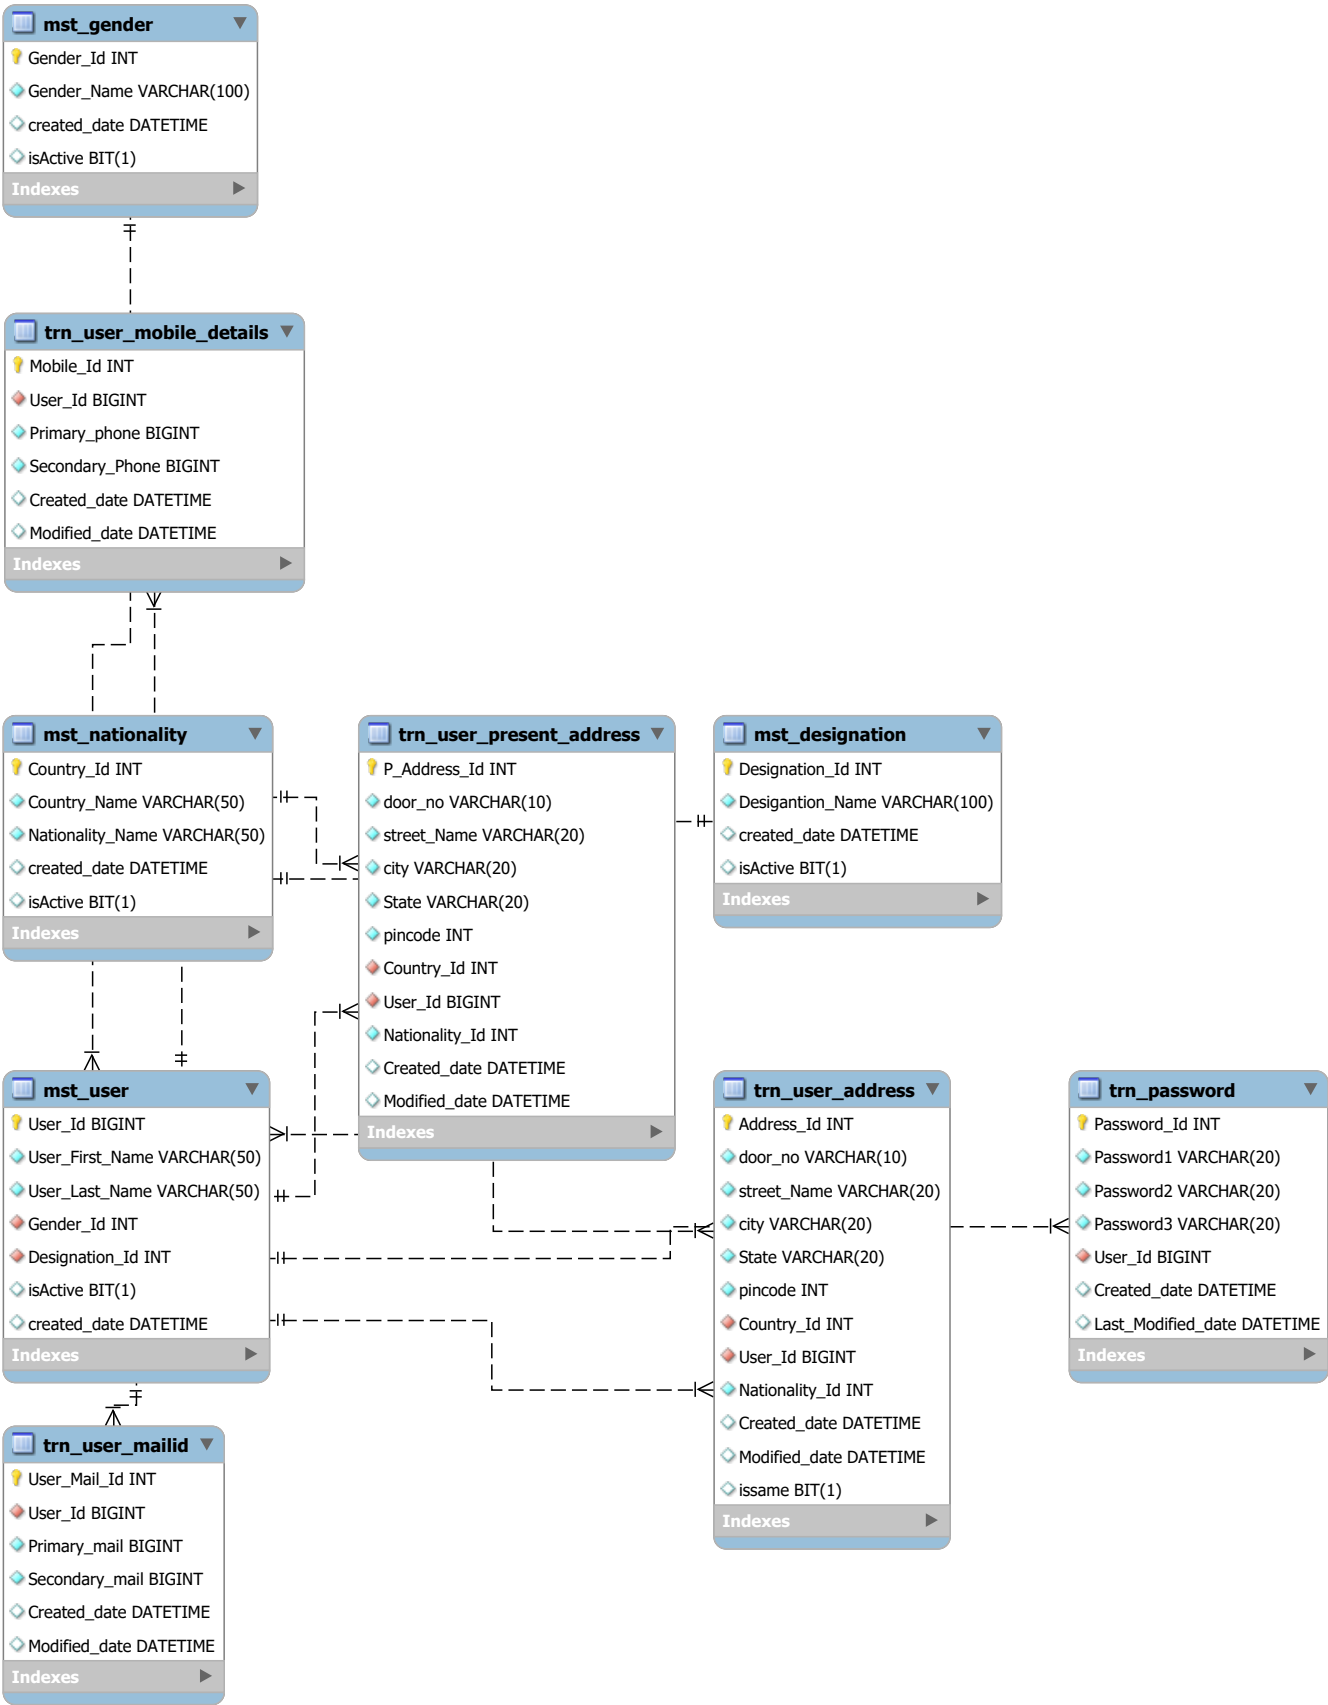 mst_gender
Gender_Id INT
Gender_Name VARCHAR(100)
created_date DATETIME
isActive BIT(1)
Indexes
trn_user_mobile_details
Mobile_Id INT
User_Id BIGINT
Primary_phone BIGINT
Secondary_Phone BIGINT
Created_date DATETIME
Modified_date DATETIME
Indexes
mst_nationality
Country_Id INT
Country_Name VARCHAR(50)
Nationality_Name VARCHAR(50)
created_date DATETIME
isActive BIT(1)
Indexes
trn_user_present_address
P_Address_Id INT
door_no VARCHAR(10)
street_Name VARCHAR(20)
city VARCHAR(20)
State VARCHAR(20)
pincode INT
Country_Id INT
User_Id BIGINT
Nationality_Id INT
Created_date DATETIME
Modified_date DATETIME
Indexes
mst_designation
Designation_Id INT
Desigantion_Name VARCHAR(100)
created_date DATETIME
isActive BIT(1)
Indexes
mst_user
User_Id BIGINT
User_First_Name VARCHAR(50)
User_Last_Name VARCHAR(50)
Gender_Id INT
Designation_Id INT
isActive BIT(1)
created_date DATETIME
Indexes
trn_user_address
Address_Id INT
door_no VARCHAR(10)
street_Name VARCHAR(20)
city VARCHAR(20)
State VARCHAR(20)
pincode INT
Country_Id INT
User_Id BIGINT
Nationality_Id INT
Created_date DATETIME
Modified_date DATETIME
issame BIT(1)
Indexes
trn_password
Password_Id INT
Password1 VARCHAR(20)
Password2 VARCHAR(20)
Password3 VARCHAR(20)
User_Id BIGINT
Created_date DATETIME
Last_Modified_date DATETIME
Indexes
trn_user_mailid
User_Mail_Id INT
User_Id BIGINT
Primary_mail BIGINT
Secondary_mail BIGINT
Created_date DATETIME
Modified_date DATETIME
Indexes